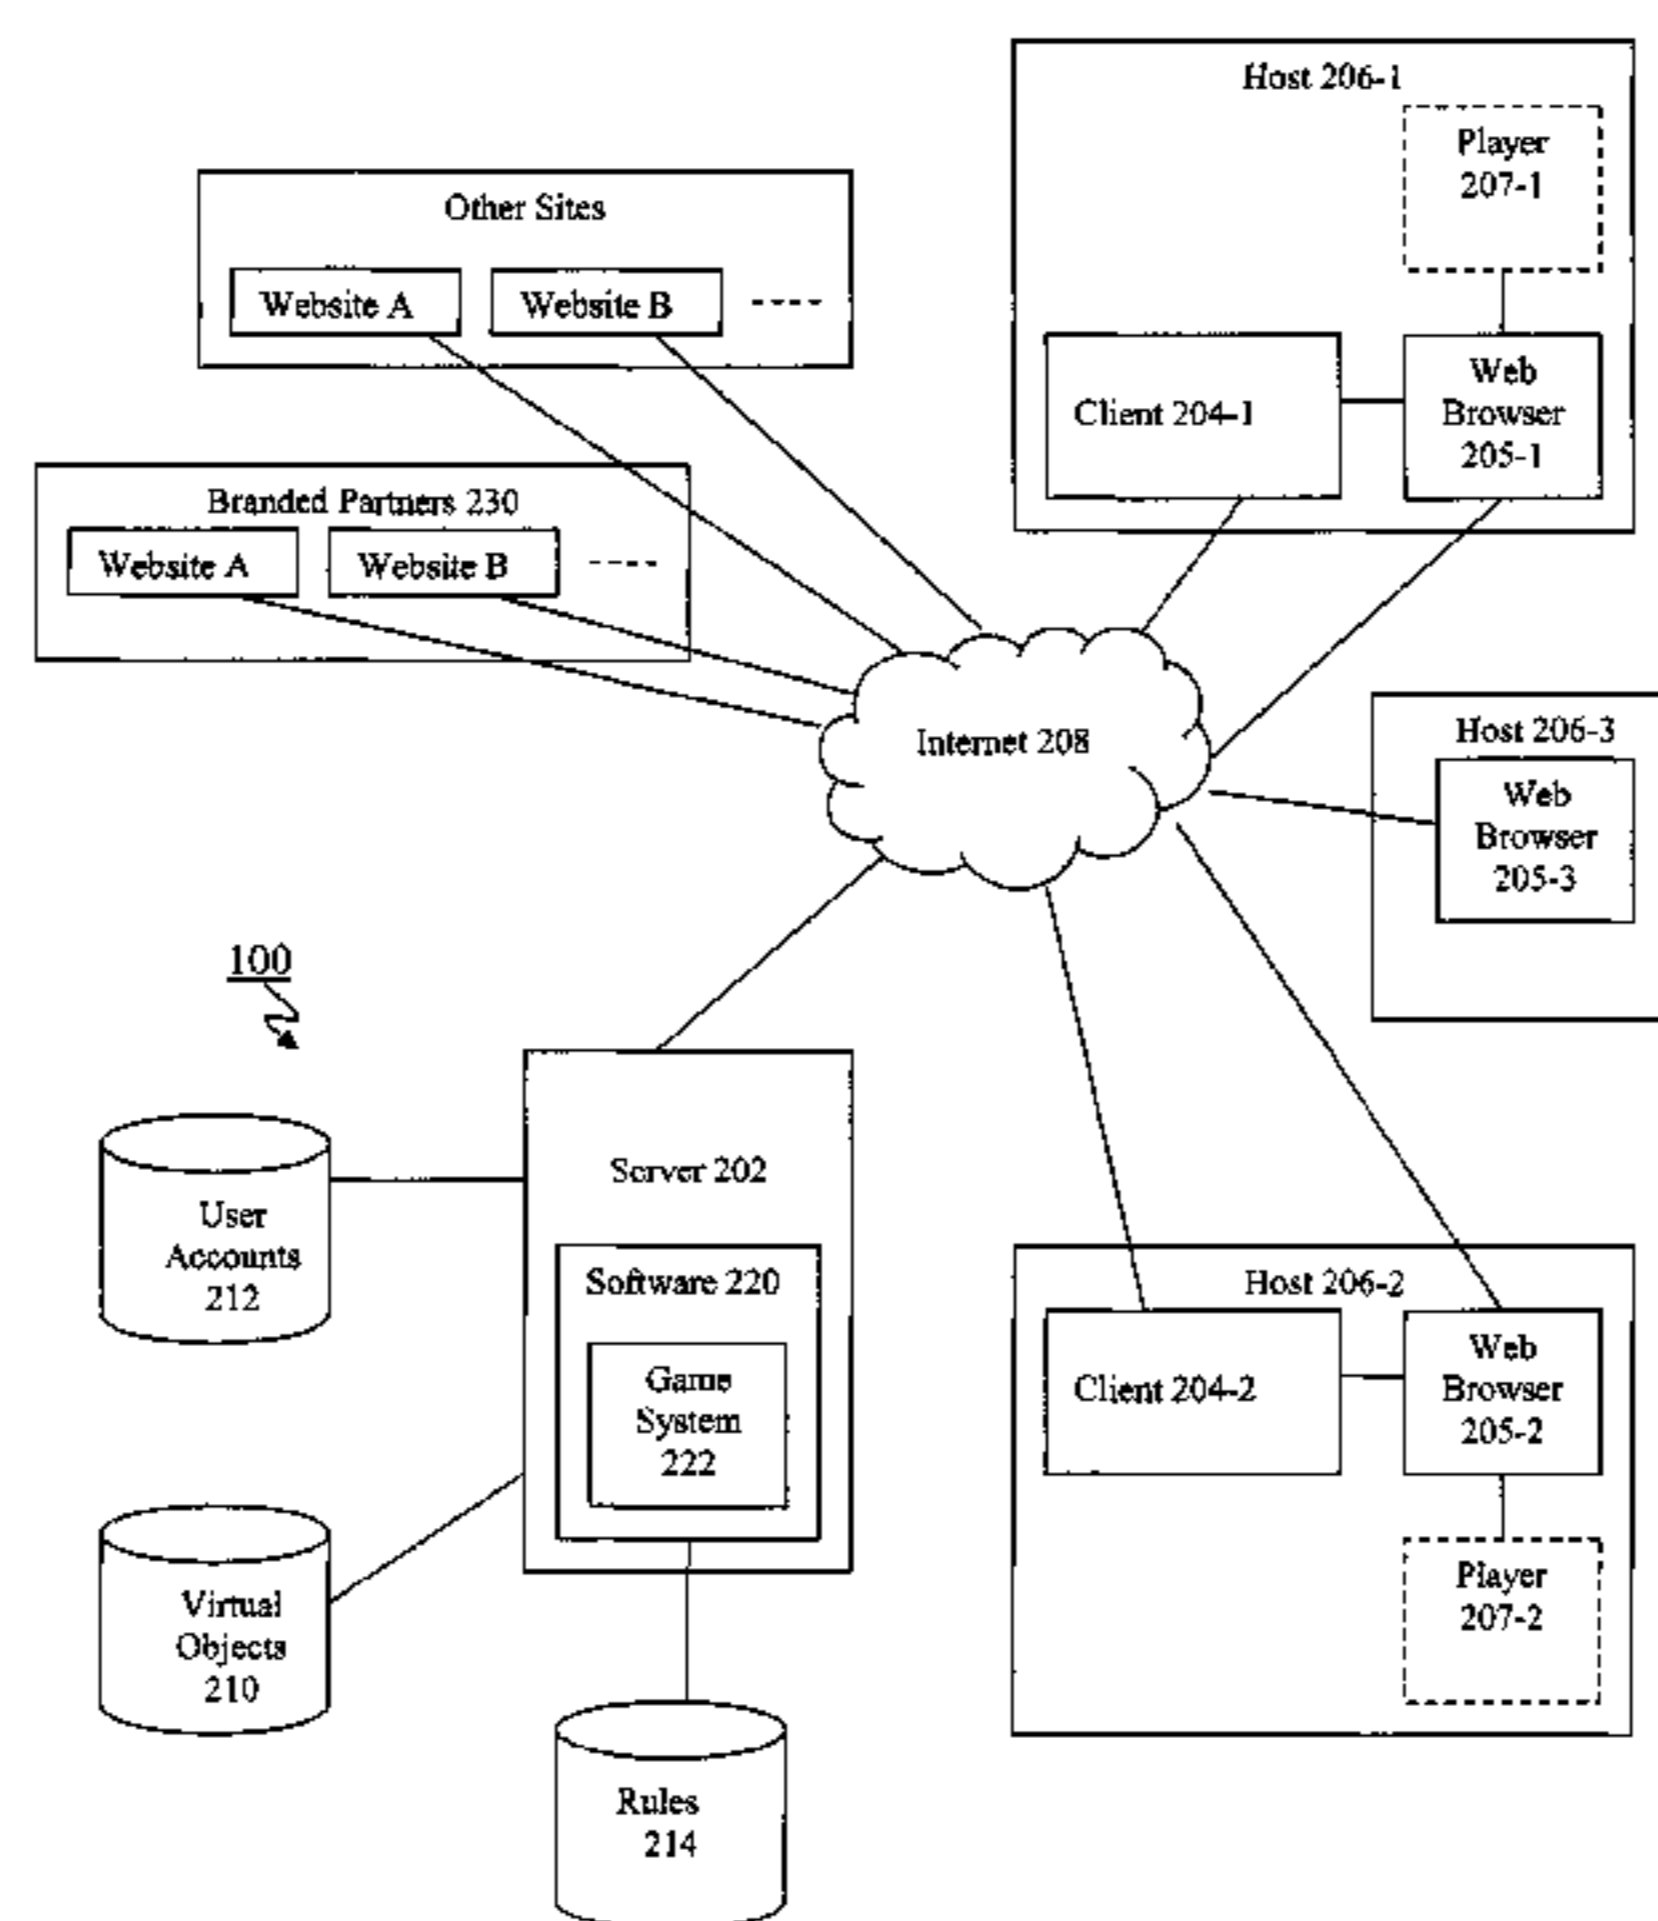 Host 206-1
Player
207-1
Client 204-1
Web
Browser
205-1
Other Sites
Website A
Website B
Branded Partners 230
Website A
Website B
Internet 208
Host 206-3
Web
Browser
205-3
100
User
Accounts
212
Server 202
Software 220
Game
System
222
Virtual
Objects
210
Rules
214
Host 206-2
Client 204-2
Web
Browser
205-2
Player
207-2